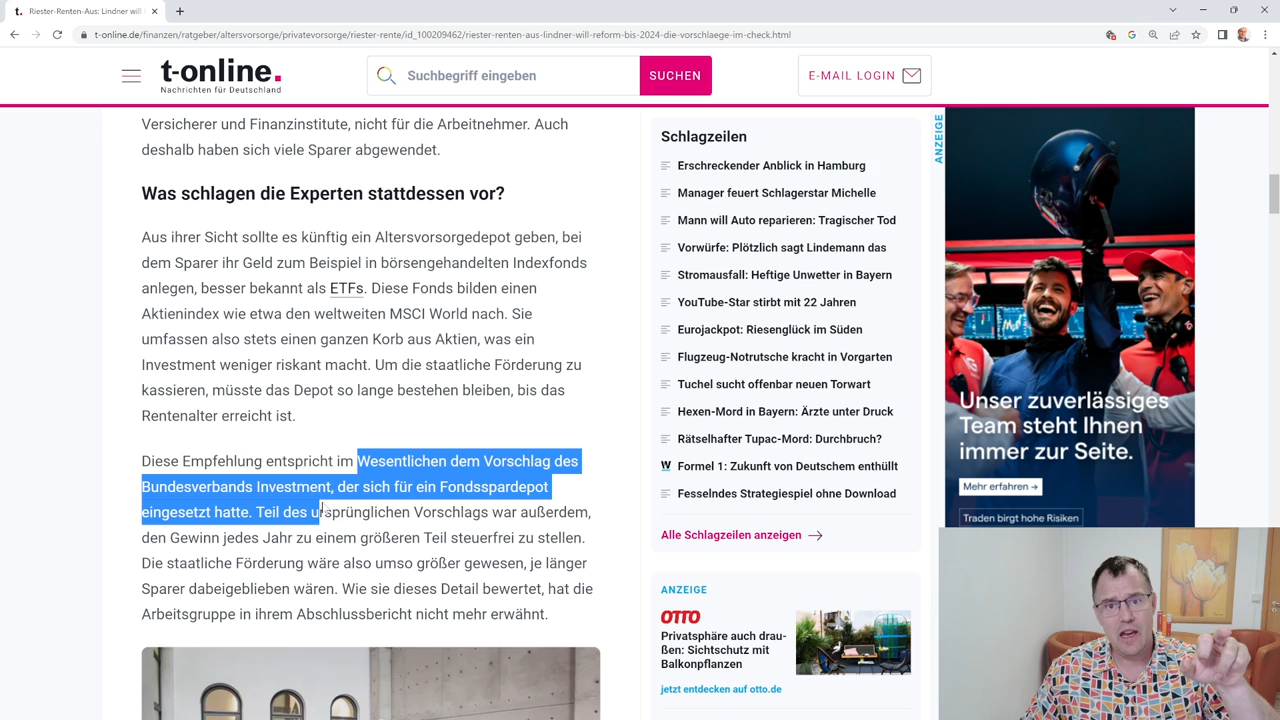 t. Riester-Renten-Aus: Lindner will
t-online.de/finanzen/ratgeber/altersvorsorge/privatevorsorge/riester-rente/id_100209462/riester-renten-aus-lindner-will-reform-bis-2024-die-vorschlaege-im-check.html
t-online.
Nachrichten für Deutschland
Suchbegriff eingeben
SUCHEN
E-MAIL LOGIN
Versicherer und Finanzinstitute, nicht für die Arbeitnehmer. Auch
deshalb haben sich viele Sparer abgewendet.
Was schlagen die Experten stattdessen vor?
Aus ihrer Sicht sollte es künftig ein Altersvorsorgedepot geben, bei
dem Sparer ihr Geld zum Beispiel in börsengehandelten Indexfonds
anlegen, besser bekannt als ETFs. Diese Fonds bilden einen
Aktienindex wie etwa den weltweiten MSCI World nach. Sie
umfassen also stets einen ganzen Korb aus Aktien, was ein
Investment weniger riskant macht. Um die staatliche Förderung zu
kassieren, müsste das Depot so lange bestehen bleiben, bis das
Rentenalter erreicht ist.
Diese Empfehlung entspricht im Wesentlichen dem Vorschlag des
Bundesverbands Investment, der sich für ein Fondsspardepot
eingesetzt hatte. Teil des ursprünglichen Vorschlags war außerdem,
den Gewinn jedes Jahr zu einem größeren Teil steuerfrei zu stellen.
Die staatliche Förderung wäre also umso größer gewesen, je länger
Sparer dabeigeblieben wären. Wie sie dieses Detail bewertet, hat die
Arbeitsgruppe in ihrem Abschlussbericht nicht mehr erwähnt.
Schlagzeilen
Erschreckender Anblick in Hamburg
Manager feuert Schlagerstar Michelle
Mann will Auto reparieren: Tragischer Tod
Vorwürfe: Plötzlich sagt Lindemann das
Stromausfall: Heftige Unwetter in Bayern
YouTube-Star stirbt mit 22 Jahren
Eurojackpot: Riesenglück im Süden
Flugzeug-Notrutsche kracht in Vorgarten
Tuchel sucht offenbar neuen Torwart
Hexen-Mord in Bayern: Ärzte unter Druck
Rätselhafter Tupac-Mord: Durchbruch?
W Formel 1: Zukunft von Deutschem enthüllt
Fesselndes Strategiespiel ohne Download
Alle Schlagzeilen anzeigen
ANZEIGE
OTTO
Privatsphäre auch drau-
ßen: Sichtschutz mit
Balkonpflanzen
jetzt entdecken auf otto.de
ANZEIGE
Unser zuverlässiges
Team steht Ihnen
immer zur Seite.
Mehr erfahren →
Traden birgt hohe Risiken